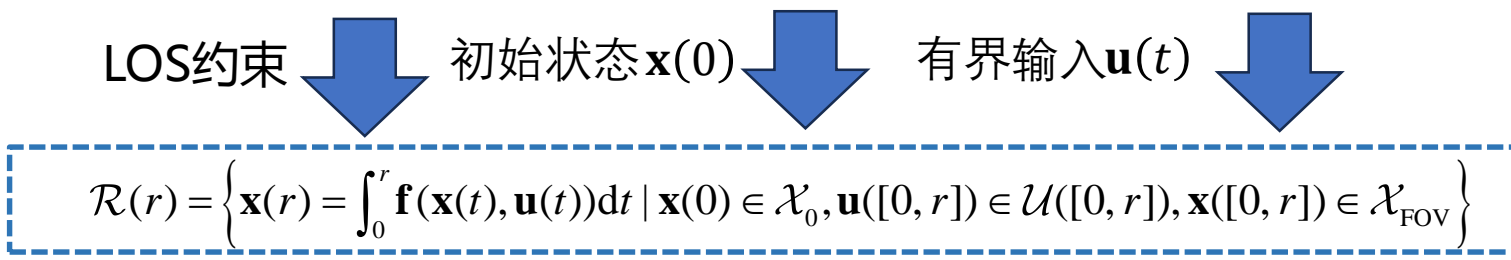 LOS约束 初始状态 𝐱(0) 有界输入𝐮(𝑡)
ℛ(r) = { 𝐱(r) = ∫₀ʳ 𝐟(𝐱(t), 𝐮(t))dt | 𝐱(0) ∈ 𝒳₀, 𝐮([0, r]) ∈ 𝒰([0, r]), 𝐱([0, r]) ∈ 𝒳_FOV }